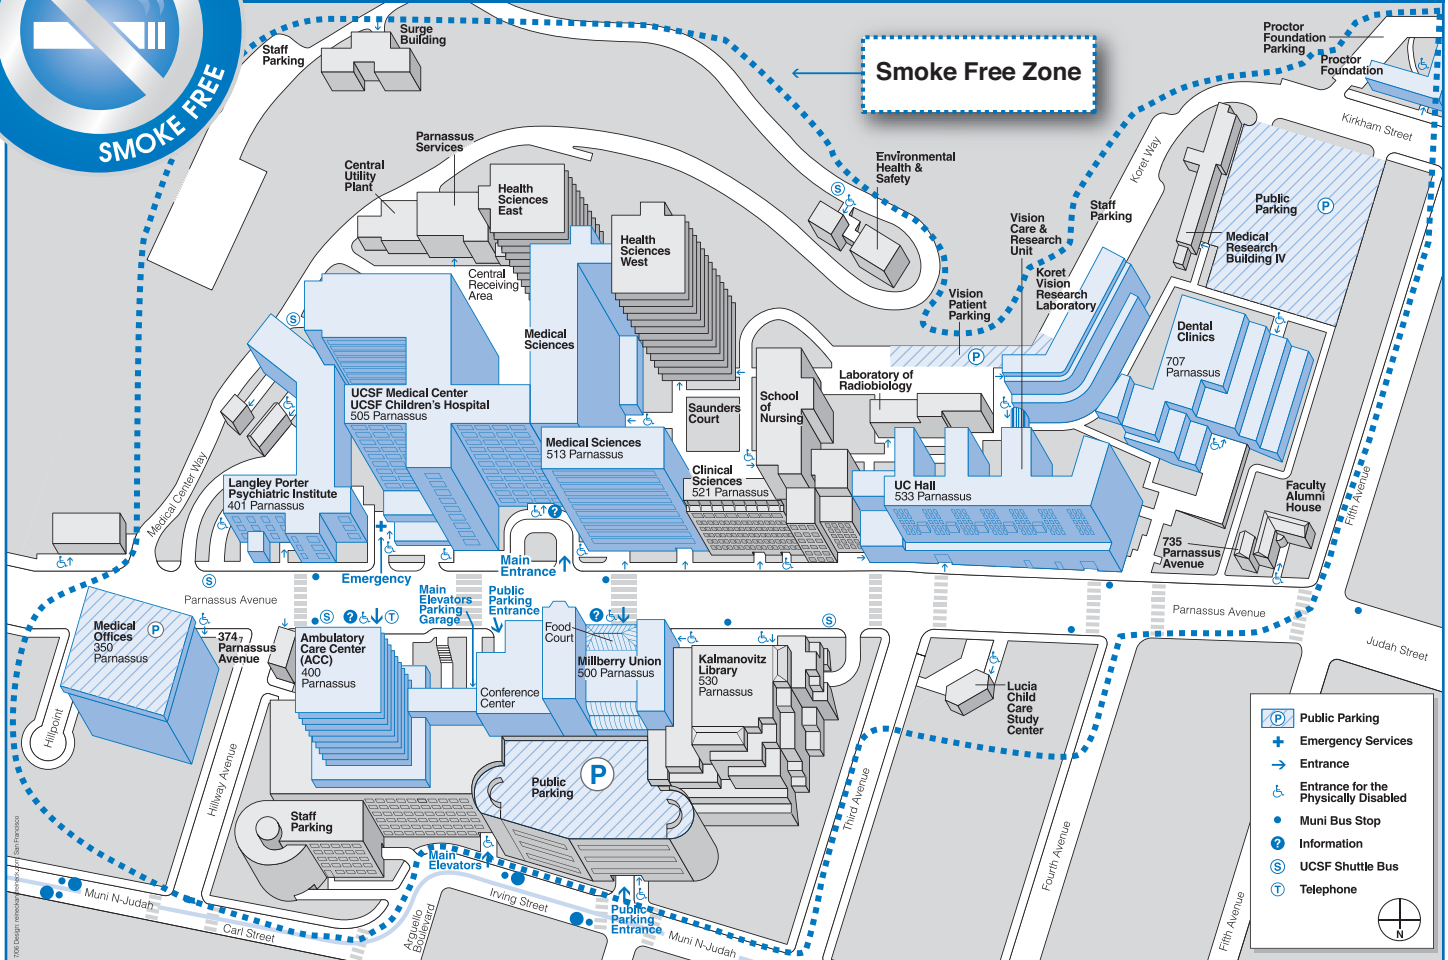 SMOKE FREE
Staff
Parking
Surge
Building
Smoke Free Zone
Proctor
Foundation
Parking
Proctor
Foundation
Kirkham Street
Koret Way
Parnassus
Services
Central
Utility
Plant
Health
Sciences
East
Health
Sciences
West
Environmental
Health &
Safety
S
Staff
Parking
Public
Parking
P
Medical
Research
Building IV
Vision
Care &
Research
Unit
Koret
Vision
Research
Laboratory
Vision
Patient
Parking
P
Central
Receiving
Area
Medical
Sciences
S
Dental
Clinics
707
Parnassus
Laboratory of
Radiobiology
School
of
Nursing
Saunders
Court
UCSF Medical Center
UCSF Children's Hospital
505 Parnassus
Medical Sciences
513 Parnassus
Clinical
Sciences
521 Parnassus
UC Hall
533 Parnassus
Langley Porter
Psychiatric Institute
401 Parnassus
Medical Center Way
Faculty
Alumni
House
Fifth Avenue
735
Parnassus
Avenue
?
Emergency
Main
Entrance
S
Parnassus Avenue
Main
Elevators
Parking
Garage
Public
Parking
Entrance
Parnassus Avenue
Judah Street
Medical
Offices
350
Parnassus
P
374
Parnassus
Avenue
S
?
T
Ambulatory
Care Center
(ACC)
400
Parnassus
Food
Court
?
Millberry Union
500 Parnassus
Conference
Center
S
Kalmanovitz
Library
530
Parnassus
Lucia
Child
Care
Study
Center
Hillpoint
Hillway Avenue
Public
Parking
P
Staff
Parking
Third Avenue
Fourth Avenue
Fifth Avenue
Main
Elevators
Public
Parking
Entrance
Muni N-Judah
Carl Street
Arguello
Boulevard
Irving Street
Muni N-Judah
P Public Parking
Emergency Services
Entrance
Entrance for the
Physically Disabled
Muni Bus Stop
? Information
S UCSF Shuttle Bus
T Telephone
N